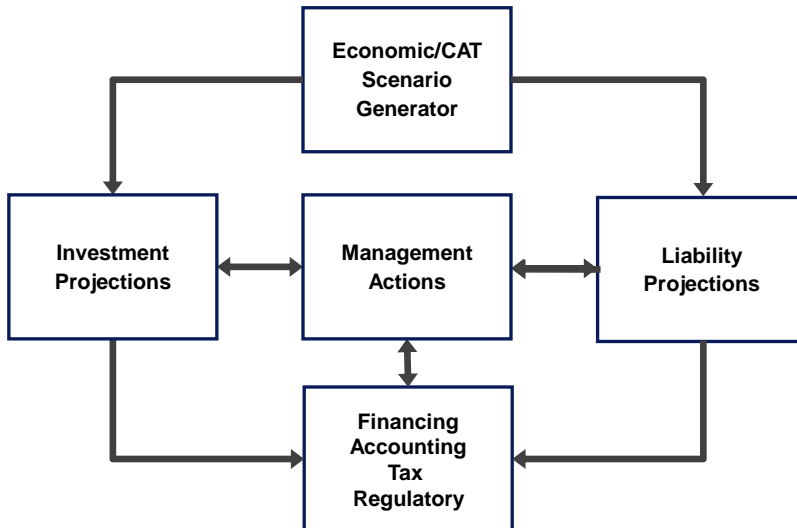 Economic/CAT
Scenario
Generator
Investment
Projections
Management
Actions
Liability
Projections
Financing
Accounting
Tax
Regulatory